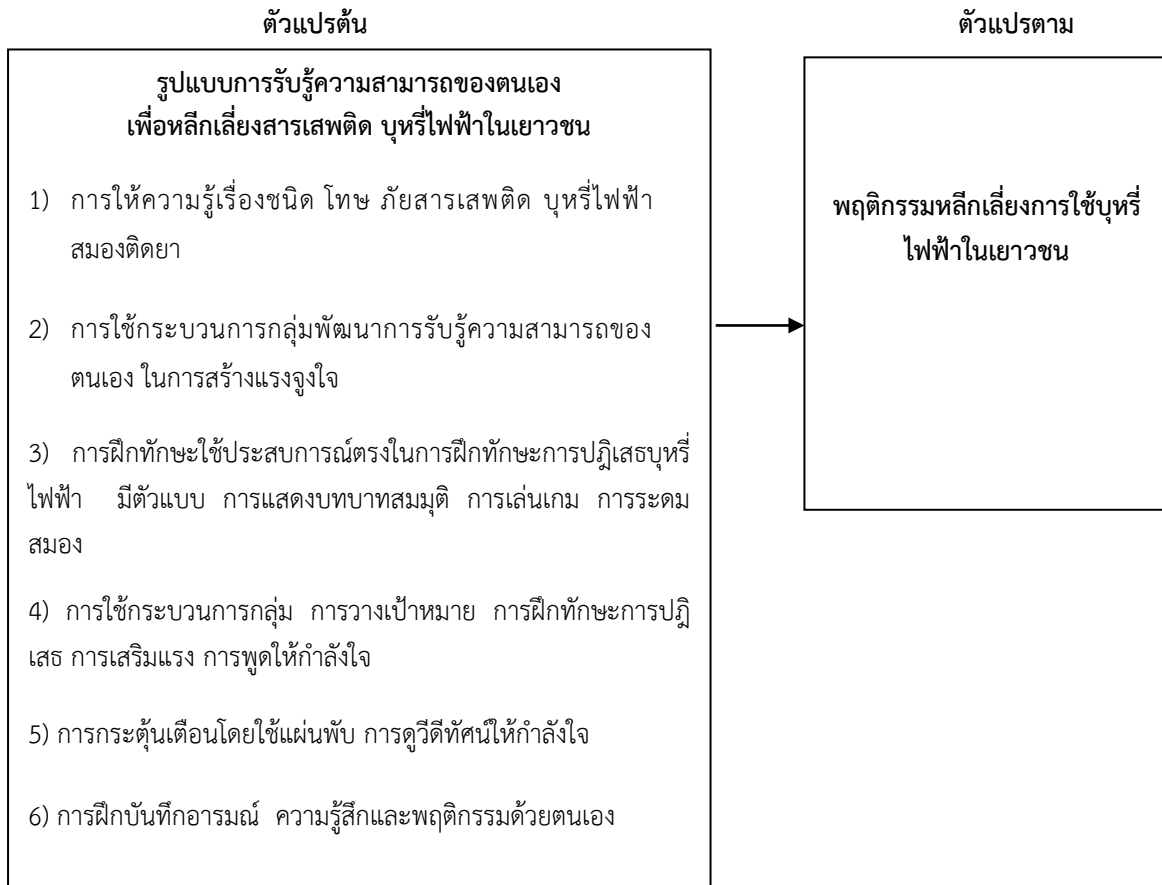 ตัวแปรต้น
ตัวแปรตาม
รูปแบบการรับรู้ความสามารถของตนเอง
เพื่อหลีกเลี่ยงสารเสพติด บุหรี่ไฟฟ้าในเยาวชน
1) การให้ความรู้เรื่องชนิด โทษ ภัยสารเสพติด บุหรี่ไฟฟ้า
สมองติดยา
2) การใช้กระบวนการกลุ่มพัฒนาการรับรู้ความสามารถของ
ตนเอง ในการสร้างแรงจูงใจ
3) การฝึกทักษะใช้ประสบการณ์ตรงในการฝึกทักษะการปฎิเสธบุหรี่
ไฟฟ้า มีตัวแบบ การแสดงบทบาทสมมุติ การเล่นเกม การระดม
สมอง
4) การใช้กระบวนการกลุ่ม การวางเป้าหมาย การฝึกทักษะการปฎิ
เสธ การเสริมแรง การพูดให้กำลังใจ
5) การกระตุ้นเตือนโดยใช้แผ่นพับ การดูวีดีทัศน์ให้กำลังใจ
6) การฝึกบันทึกอารมณ์ ความรู้สึกและพฤติกรรมด้วยตนเอง
พฤติกรรมหลีกเลี่ยงการใช้บุหรี่
ไฟฟ้าในเยาวชน